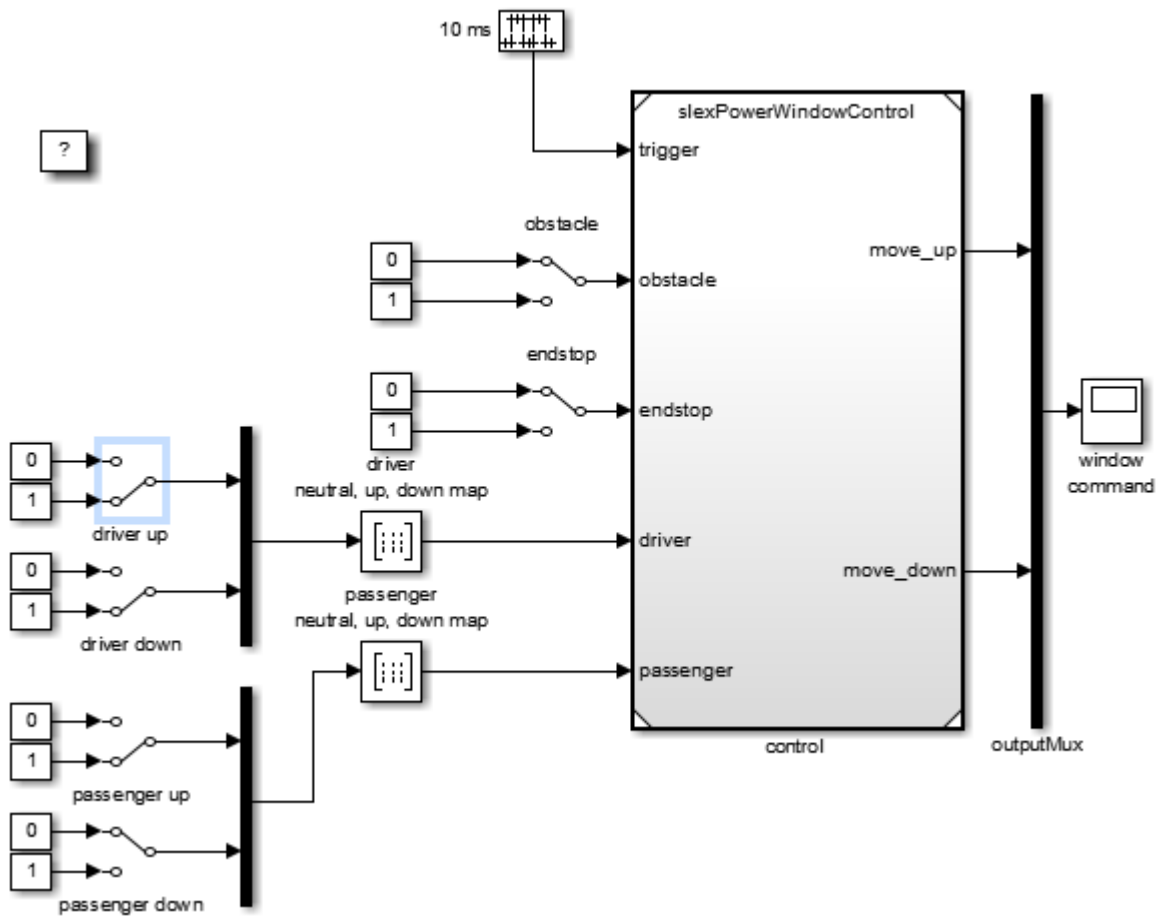 10 ms
?
slexPowerWindowControl
trigger
obstacle
0
1
obstacle
move_up
endstop
0
1
endstop
driver
neutral, up, down map
0
1
driver up
driver
window
command
0
1
driver down
passenger
neutral, up, down map
move_down
passenger
0
1
passenger up
control
outputMux
0
1
passenger down